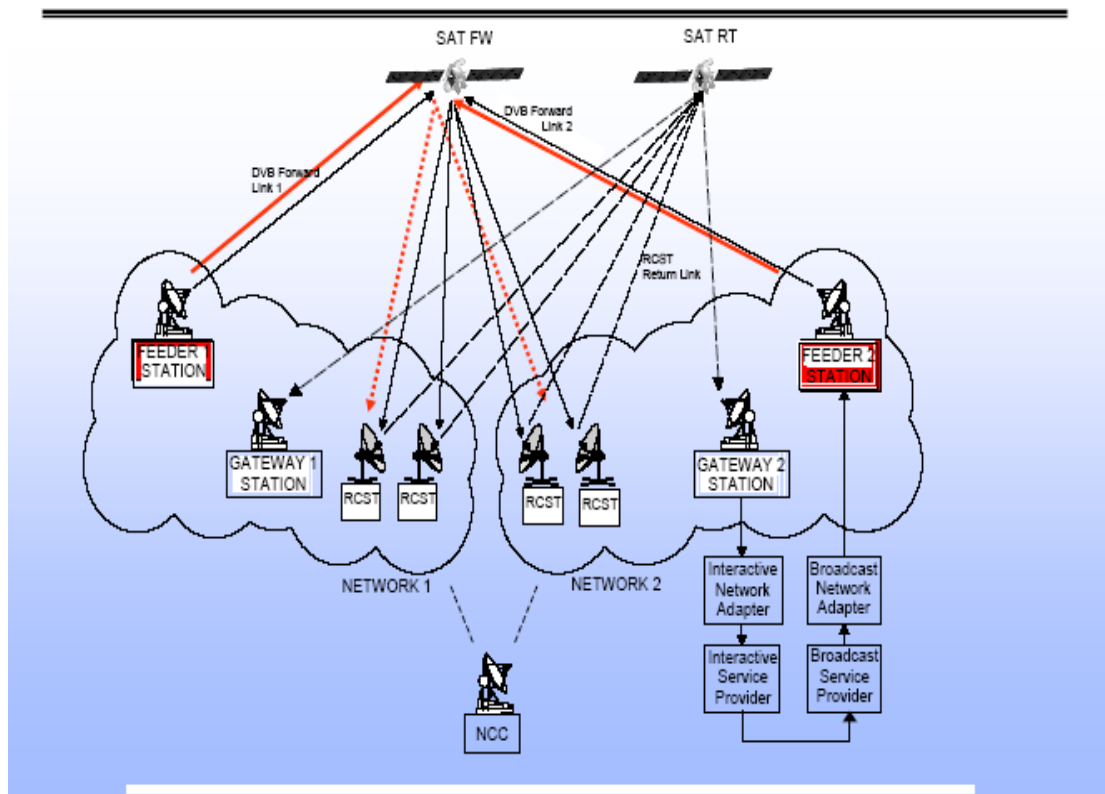 SAT FW
SAT RT
DVB Forward
Link 2
DVB Forward
Link 1
RCST
Return Link
FEEDER 1
STATION
FEEDER 2
STATION
GATEWAY 1
STATION
GATEWAY 2
STATION
RCST
RCST
RCST
RCST
NETWORK 1
NETWORK 2
Interactive
Network
Adapter
Broadcast
Network
Adapter
Interactive
Service
Provider
Broadcast
Service
Provider
NCC